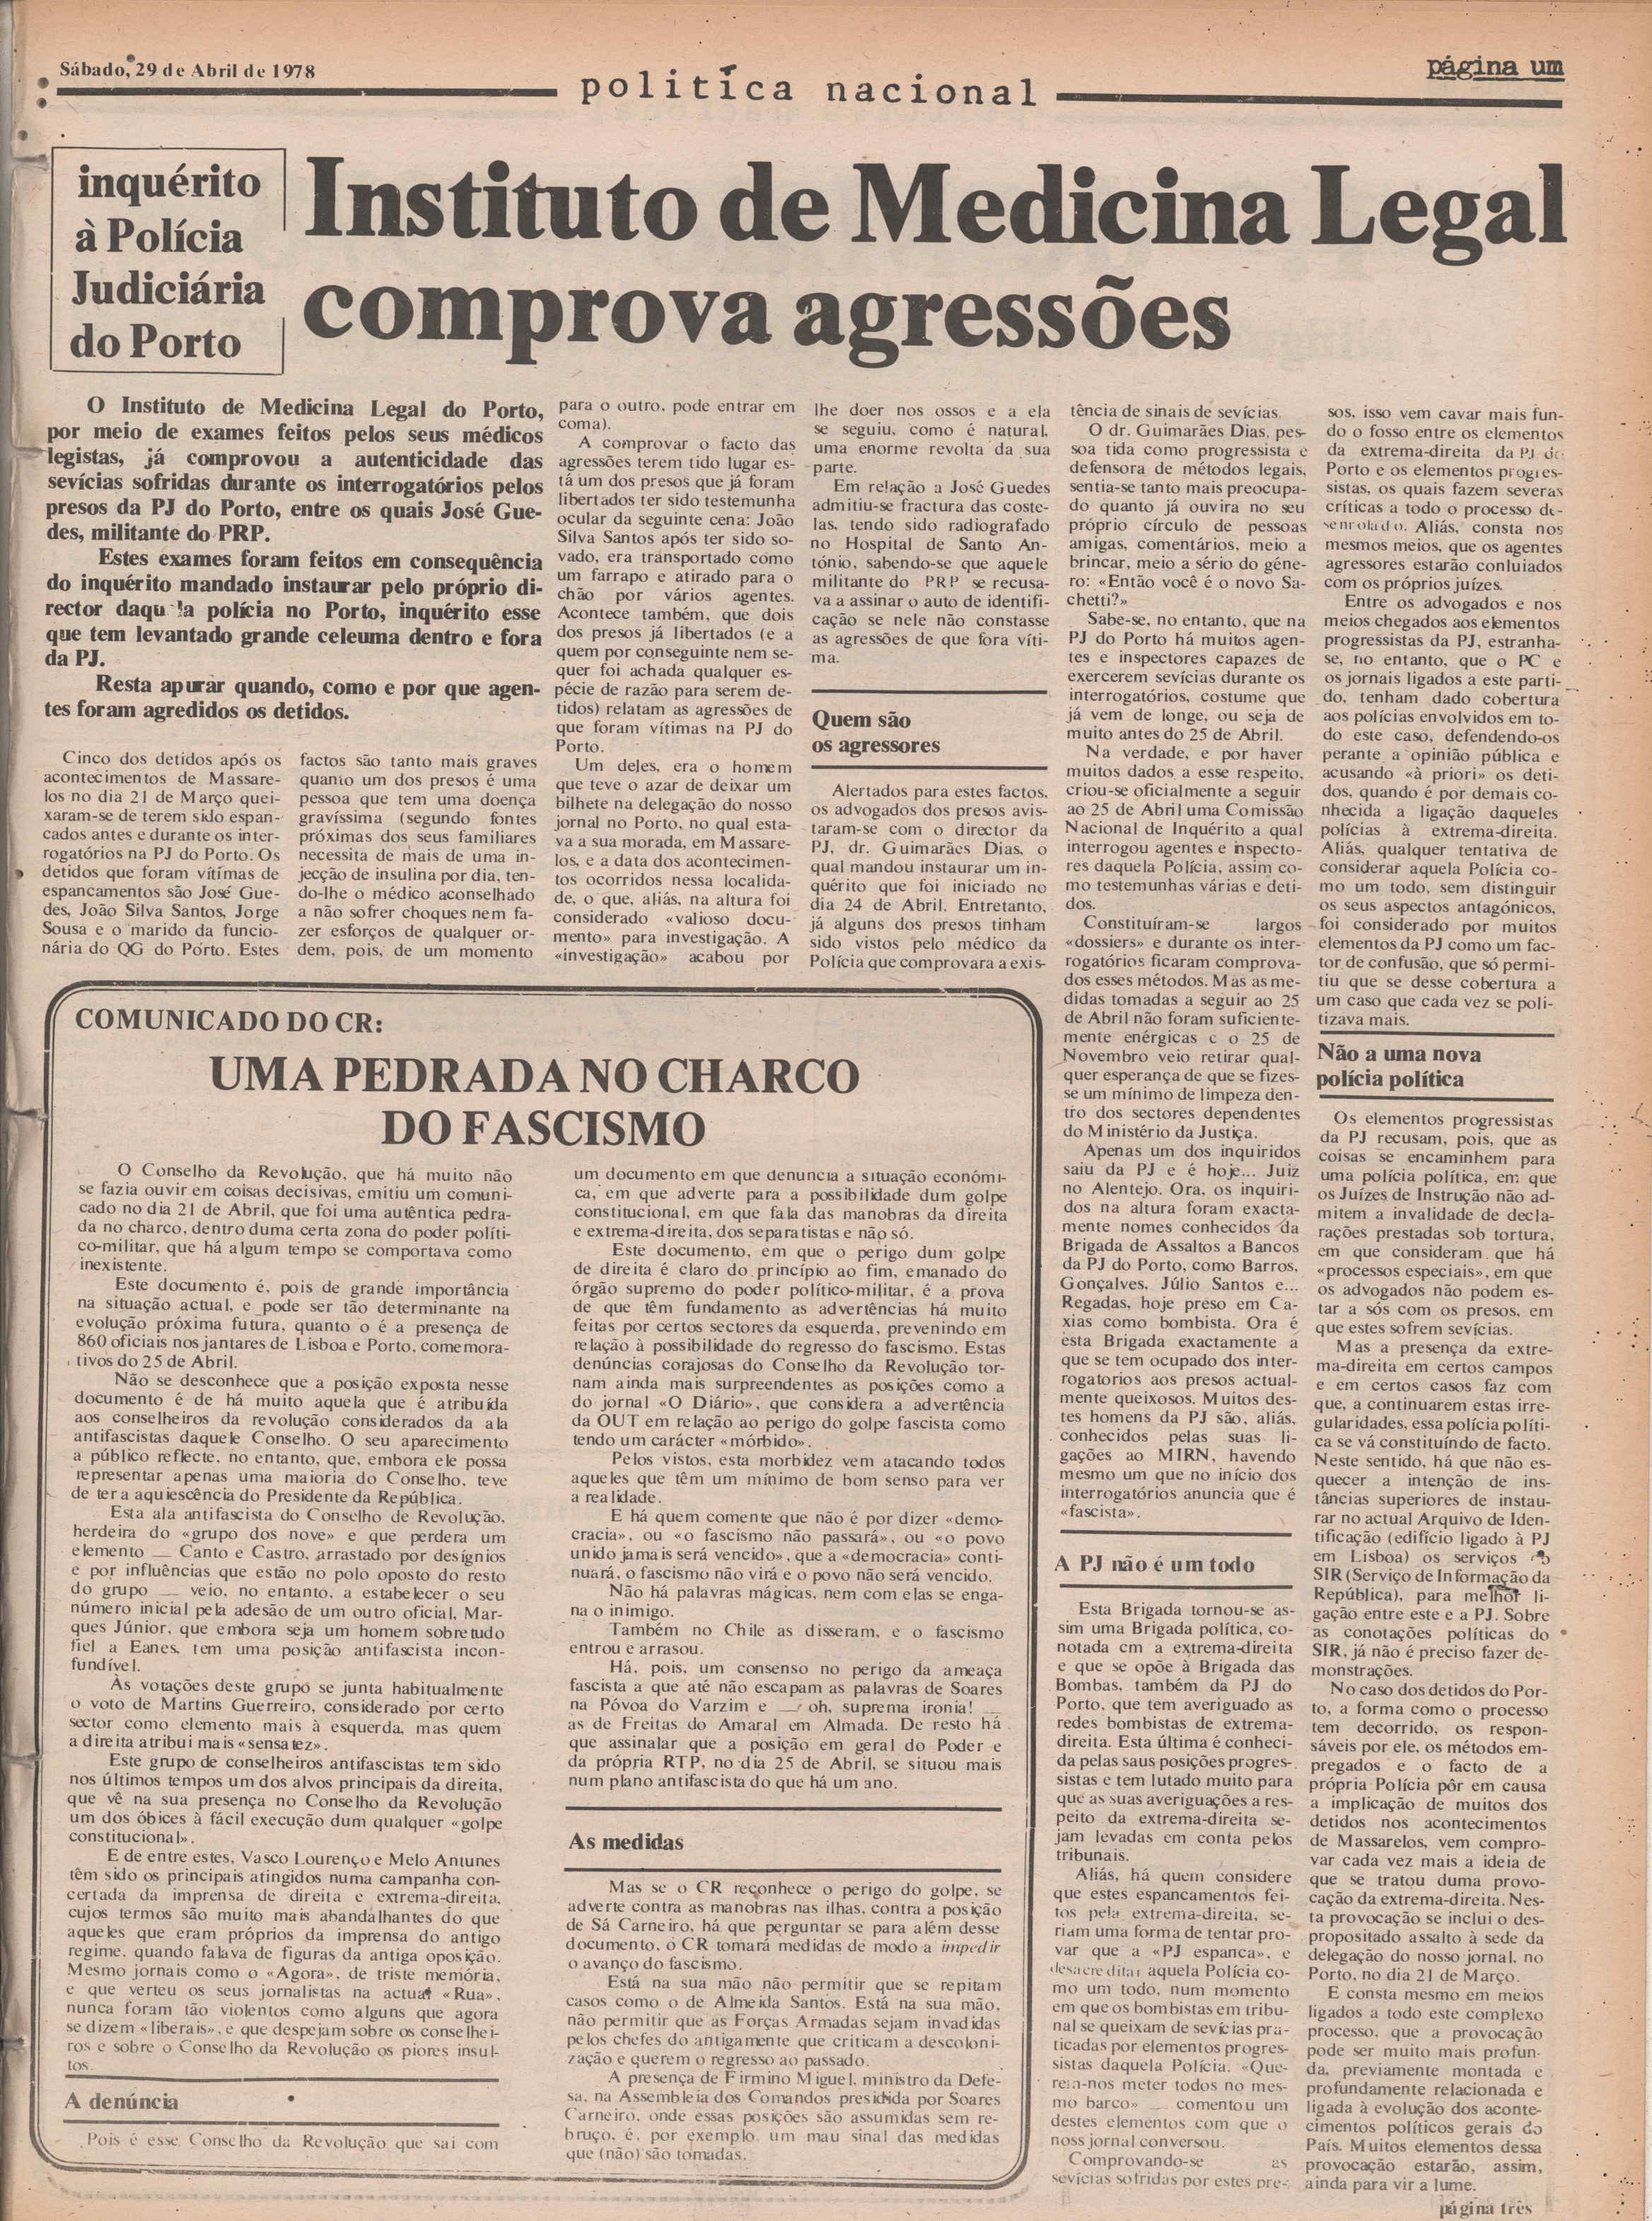 Sábado, 29 de Abril de 1978
política nacional
página um
inquérito
à Polícia
Judiciária
do Porto
Instituto de Medicina Legal
comprova agressões
O Instituto de Medicina Legal do Porto,
por meio de exames feitos pelos seus médicos
legistas, já comprovou a autenticidade das
sevícias sofridas durante os interrogatórios pelos
presos da PJ do Porto, entre os quais José Gue-
des, militante do PRP.
Estes exames foram feitos em consequência
do inquérito mandado instaurar pelo próprio di-
rector daqu la polícia no Porto, inquérito esse
que tem levantado grande celeuma dentro e fora
da PJ.
Resta apurar quando, como e por que agen-
tes foram agredidos os detidos.
Cinco dos detidos após os
acontecimentos de Massare-
los no dia 21 de Março quei-
xaram-se de terem sido espan-
cados antes e durante os inter-
rogatórios na PJ do Porto. Os
detidos que foram vítimas de
espancamentos são José Gue-
des, João Silva Santos, Jorge
Sousa e o marido da funcio-
nária do QG do Porto. Estes
factos são tanto mais graves
quanto um dos presos é uma
pessoa que tem uma doença
gravíssima (segundo fontes
próximas dos seus familiares
necessita de mais de uma in-
jecção de insulina por dia, ten-
do-lhe o médico aconselhado
a não sofrer choques nem fa-
zer esforços de qualquer or-
dem, pois, de um momento
para o outro, pode entrar em
coma).
A comprovar o facto das
agressões terem tido lugar es-
tá um dos presos que já foram
libertados ter sido testemunha
ocular da seguinte cena: João
Silva Santos após ter sido so-
vado, era transportado como
um farrapo e atirado para o
chão por vários agentes.
Acontece também, que dois
dos presos já libertados (e a
quem por conseguinte nem se-
quer foi achada qualquer es-
pécie de razão para serem de-
tidos) relatam as agressões de
que foram vítimas na PJ do
Porto.
Um deles, era o homem
que teve o azar de deixar um
bilhete na delegação do nosso
jornal no Porto, no qual esta-
va a sua morada, em Massare-
los, e a data dos acontecimen-
tos ocorridos nessa localida-
de, o que, aliás, na altura foi
considerado «valioso docu-
mento» para investigação. A
«investigação» acabou por
lhe doer nos ossos e a ela
se seguiu, como é natural,
uma enorme revolta da sua
parte.
Em relação a José Guedes
admitiu-se fractura das coste-
las, tendo sido radiografado
no Hospital de Santo An-
tónio, sabendo-se que aquele
militante do PRP se recusa-
va a assinar o auto de identifi-
cação se nele não constasse
as agressões de que fora víti-
ma.
Quem são
os agressores
Alertados para estes factos,
os advogados dos presos avis-
taram-se com o director da
PJ, dr. Guimarães Dias, o
qual mandou instaurar um in-
quérito que foi iniciado no
dia 24 de Abril. Entretanto,
já alguns dos presos tinham
sido vistos pelo médico da
Polícia que comprovara a exis-
tência de sinais de sevícias.
O dr. Guimarães Dias, pes-
soa tida como progressista e
defensora de métodos legais,
sentia-se tanto mais preocupa-
do quanto já ouvira no seu
próprio círculo de pessoas
amigas, comentários, meio a
brincar, meio a sério do géne-
ro: «Então você é o novo Sa-
chetti?»
Sabe-se, no entanto, que na
PJ do Porto há muitos agen-
tes e inspectores capazes de
exercerem sevícias durante os
interrogatórios, costume que
já vem de longe, ou seja de
muito antes do 25 de Abril.
Na verdade, e por haver
muitos dados a esse respeito,
criou-se oficialmente a seguir
ao 25 de Abril uma Comissão
Nacional de Inquérito a qual
interrogou agentes e inspecto-
res daquela Polícia, assim co-
mo testemunhas várias e deti-
dos.
Constituíram-se largos
«dossiers» e durante os inter-
rogatórios ficaram comprova-
dos esses métodos. Mas as me-
didas tomadas a seguir ao 25
de Abril não foram suficiente-
mente enérgicas e o 25 de
Novembro veio retirar qual-
quer esperança de que se fizes-
se um mínimo de limpeza den-
tro dos sectores dependentes
do Ministério da Justiça.
Apenas um dos inquiridos
saiu da PJ e é hoje... Juiz
no Alentejo. Ora, os inquiri-
dos na altura foram exacta-
mente nomes conhecidos da
Brigada de Assaltos a Bancos
da PJ do Porto, como Barros,
Gonçalves, Júlio Santos e...
Regadas, hoje preso em Ca-
xias como bombista. Ora é
esta Brigada exactamente a
que se tem ocupado dos inter-
rogatorios aos presos actual-
mente queixosos. Muitos des-
tes homens da PJ são, aliás,
conhecidos pelas suas li-
gações ao MIRN, havendo
mesmo um que no início dos
interrogatórios anuncia que é
«fascista».
A PJ não é um todo
Esta Brigada tornou-se as-
sim uma Brigada política, co-
notada cm a extrema-direita
e que se opõe à Brigada das
Bombas, também da PJ do
Porto, que tem averiguado as
redes bombistas de extrema-
direita. Esta última é conheci-
da pelas saus posições progres-
sistas e tem lutado muito para
que as suas averiguações a res-
peito da extrema-direita se-
jam levadas em conta pelos
tribunais.
Aliás, há quem considere
que estes espancamentos fei-
tos pela extrema-direita, se-
riam uma forma de tentar pro-
var que a «PJ espanca», e
desacreditar aquela Polícia co-
mo um todo, num momento
em que os bombistas em tribu-
nal se queixam de sevícias pra-
ticadas por elementos progres-
sistas daquela Polícia. «Que-
rem-nos meter todos no mes-
mo barco» — comentou um
destes elementos com que o
noss jornal conversou.
Comprovando-se as
sevícias sofridas por estes pre-
sos, isso vem cavar mais fun-
do o fosso entre os elementos
da extrema-direita da PJ do
Porto e os elementos progres-
sistas, os quais fazem severas
críticas a todo o processo de-
senrolado. Aliás, consta nos
mesmos meios, que os agentes
agressores estarão conluiados
com os próprios juízes.
Entre os advogados e nos
meios chegados aos elementos
progressistas da PJ, estranha-
se, no entanto, que o PC e
os jornais ligados a este parti-
do, tenham dado cobertura
aos polícias envolvidos em to-
do este caso, defendendo-os
perante a opinião pública e
acusando «à priori» os deti-
dos, quando é por demais co-
nhecida a ligação daqueles
polícias à extrema-direita.
Aliás, qualquer tentativa de
considerar aquela Polícia co-
mo um todo, sem distinguir
os seus aspectos antagónicos,
foi considerado por muitos
elementos da PJ como um fac-
tor de confusão, que só permi-
tiu que se desse cobertura a
um caso que cada vez se poli-
tizava mais.
Não a uma nova
polícia política
Os elementos progressistas
da PJ recusam, pois, que as
coisas se encaminhem para
uma polícia política, em que
os Juízes de Instrução não ad-
mitem a invalidade de decla-
rações prestadas sob tortura,
em que consideram que há
«processos especiais», em que
os advogados não podem es-
tar a sós com os presos, em
que estes sofrem sevícias.
Mas a presença da extre-
ma-direita em certos campos
e em certos casos faz com
que, a continuarem estas irre-
gularidades, essa polícia políti-
ca se vá constituíndo de facto.
Neste sentido, há que não es-
quecer a intenção de ins-
tâncias superiores de instau-
rar no actual Arquivo de Iden-
tificação (edifício ligado à PJ
em Lisboa) os serviços do
SIR (Serviço de Informação da
República), para melhor li-
gação entre este e a PJ. Sobre
as conotações políticas do
SIR, já não é preciso fazer de-
monstrações.
No caso dos detidos do Por-
to, a forma como o processo
tem decorrido, os respon-
sáveis por ele, os métodos em-
pregados e o facto de a
própria Polícia pôr em causa
a implicação de muitos dos
detidos nos acontecimentos
de Massarelos, vem compro-
var cada vez mais a ideia de
que se tratou duma provo-
cação da extrema-direita. Nes-
ta provocação se inclui o des-
propositado assalto à sede da
delegação do nosso jornal, no
Porto, no dia 21 de Março.
E consta mesmo em meios
ligados a todo este complexo
processo, que a provocação
pode ser muito mais profun-
da, previamente montada e
profundamente relacionada e
ligada à evolução dos aconte-
cimentos políticos gerais do
País. Muitos elementos dessa
provocação estarão, assim,
ainda para vir a lume.
COMUNICADO DO CR:
UMA PEDRADA NO CHARCO
DO FASCISMO
O Conselho da Revolução, que há muito não
se fazia ouvir em coisas decisivas, emitiu um comuni-
cado no dia 21 de Abril, que foi uma autêntica pedra-
da no charco, dentro duma certa zona do poder políti-
co-militar, que há algum tempo se comportava como
inexistente.
Este documento é, pois de grande importância
na situação actual, e pode ser tão determinante na
evolução próxima futura, quanto o é a presença de
860 oficiais nos jantares de Lisboa e Porto, comemora-
tivos do 25 de Abril.
Não se desconhece que a posição exposta nesse
documento é de há muito aquela que é atribuída
aos conselheiros da revolução considerados da ala
antifascistas daquele Conselho. O seu aparecimento
a público reflecte, no entanto, que, embora ele possa
representar apenas uma maioria do Conselho, teve
de ter a aquiescência do Presidente da República.
Esta ala antifascista do Conselho de Revolução,
herdeira do «grupo dos nove» e que perdera um
elemento — Canto e Castro, arrastado por desígnios
e por influências que estão no polo oposto do resto
do grupo — veio, no entanto, a estabelecer o seu
número inicial pela adesão de um outro oficial, Mar-
ques Júnior, que embora seja um homem sobretudo
fiel a Eanes, tem uma posição antifascista incon-
fundível.
Às votações deste grupo se junta habitualmente
o voto de Martins Guerreiro, considerado por certo
sector como elemento mais à esquerda, mas quem
a direita atribui mais «sensatez».
Este grupo de conselheiros antifascistas tem sido
nos últimos tempos um dos alvos principais da direita,
que vê na sua presença no Conselho da Revolução
um dos óbices à fácil execução dum qualquer «golpe
constitucional».
E de entre estes, Vasco Lourenço e Melo Antunes
têm sido os principais atingidos numa campanha con-
certada da imprensa de direita e extrema-direita,
cujos termos são muito mais abandalhantes do que
aqueles que eram próprios da imprensa do antigo
regime, quando falava de figuras da antiga oposição.
Mesmo jornais como o «Agora», de triste memória,
e que verteu os seus jornalistas na actual «Rua»,
nunca foram tão violentos como alguns que agora
se dizem «liberais», e que despejam sobre os conselhei-
ros e sobre o Conselho da Revolução os piores insul-
tos.
A denúncia
Pois é esse Conselho da Revolução que sai com
um documento em que denuncia a situação económi-
ca, em que adverte para a possibilidade dum golpe
constitucional, em que fala das manobras da direita
e extrema-direita, dos separatistas e não só.
Este documento, em que o perigo dum golpe
de direita é claro do princípio ao fim, emanado do
órgão supremo do poder político-militar, é a prova
de que têm fundamento as advertências há muito
feitas por certos sectores da esquerda, prevenindo em
relação à possibilidade do regresso do fascismo. Estas
denúncias corajosas do Conselho da Revolução tor-
nam ainda mais surpreendentes as posições como a
do jornal «O Diário», que considera a advertência
da OUT em relação ao perigo do golpe fascista como
tendo um carácter «mórbido».
Pelos vistos, esta morbidez vem atacando todos
aqueles que têm um mínimo de bom senso para ver
a realidade.
E há quem comente que não é por dizer «demo-
cracia», ou «o fascismo não passará», ou «o povo
unido jamais será vencido», que a «democracia» conti-
nuará, o fascismo não virá e o povo não será vencido.
Não há palavras mágicas, nem com elas se enga-
na o inimigo.
Também no Chile as disseram, e o fascismo
entrou e arrasou.
Há, pois, um consenso no perigo da ameaça
fascista a que até não escapam as palavras de Soares
na Póvoa do Varzim e — oh, suprema ironia! —
as de Freitas do Amaral em Almada. De resto há
que assinalar que a posição em geral do Poder e
da própria RTP, no dia 25 de Abril, se situou mais
num plano antifascista do que há um ano.
As medidas
Mas se o CR reconhece o perigo do golpe, se
adverte contra as manobras nas ilhas, contra a posição
de Sá Carneiro, há que perguntar se para além desse
documento, o CR tomará medidas de modo a impedir
o avanço do fascismo.
Está na sua mão não permitir que se repitam
casos como o de Almeida Santos. Está na sua mão,
não permitir que as Forças Armadas sejam invadidas
pelos chefes do antigamente que criticam a descoloni-
zação e querem o regresso ao passado.
A presença de Firmino Miguel, ministro da Defe-
sa, na Assembleia dos Comandos presidida por Soares
Carneiro, onde essas posições são assumidas sem re-
bruço, é, por exemplo, um mau sinal das medidas
que (não) são tomadas.
página três